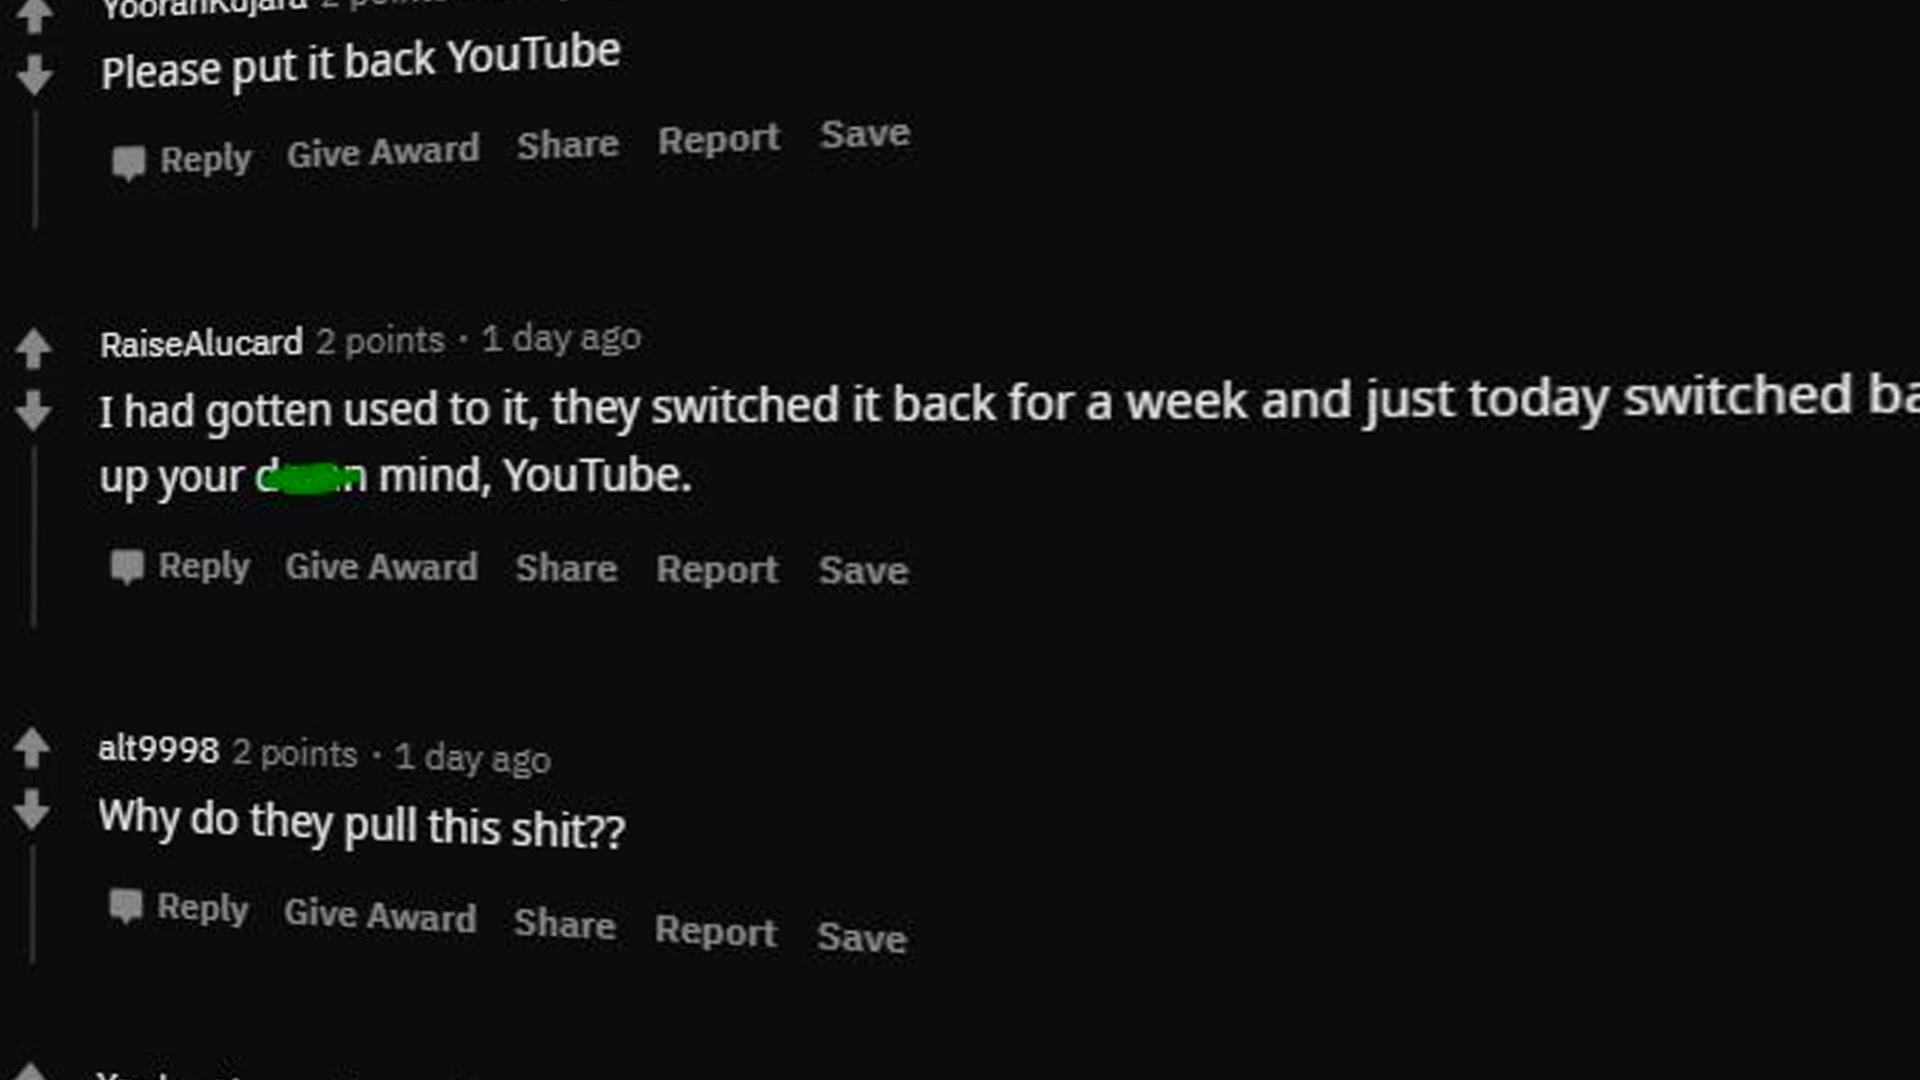 YooranKujara 2 points
Please put it back YouTube
Reply Give Award Share Report Save
RaiseAlucard 2 points · 1 day ago
I had gotten used to it, they switched it back for a week and just today switched ba
up your mind, YouTube.
Reply Give Award Share Report Save
alt9998 2 points · 1 day ago
Why do they pull this shit??
Reply Give Award Share Report Save